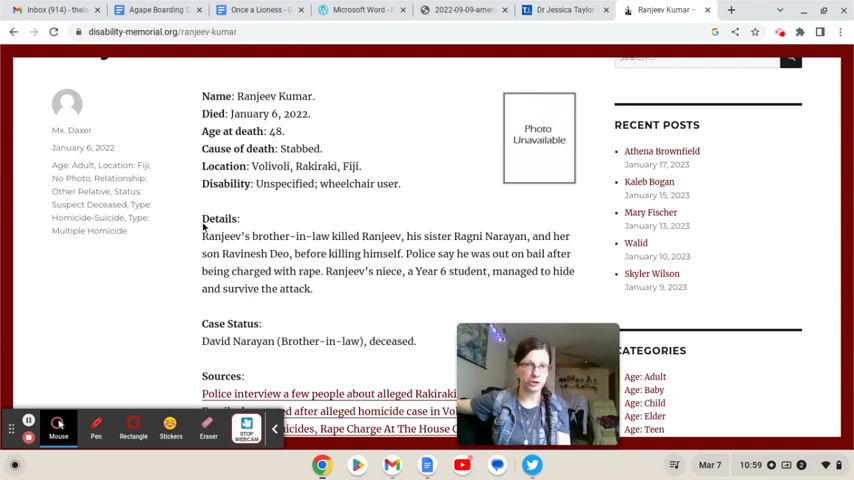 Inbox (914) - thela
Agape Boarding S
Once a Lioness - G
Microsoft Word - F
2022-09-09-amen
Dr Jessica Taylor
Ranjeev Kumar –
disability-memorial.org/ranjeev-kumar
Search …
Name: Ranjeev Kumar.
Died: January 6, 2022.
Age at death: 48.
Cause of death: Stabbed.
Location: Volivoli, Rakiraki, Fiji.
Disability: Unspecified; wheelchair user.
Photo
Unavailable
Mx. Daxer
January 6, 2022
Age: Adult, Location: Fiji,
No Photo, Relationship:
Other Relative, Status:
Suspect Deceased, Type:
Homicide-Suicide, Type:
Multiple Homicide
Details:
Ranjeev's brother-in-law killed Ranjeev, his sister Ragni Narayan, and her
son Ravinesh Deo, before killing himself. Police say he was out on bail after
being charged with rape. Ranjeev's niece, a Year 6 student, managed to hide
and survive the attack.
Case Status:
David Narayan (Brother-in-law), deceased.
Sources:
Police interview a few people about alleged Rakiraki
after alleged homicide case in Vol
icides, Rape Charge At The House O
RECENT POSTS
Athena Brownfield
January 17, 2023
Kaleb Bogan
January 15, 2023
Mary Fischer
January 13, 2023
Walid
January 10, 2023
Skyler Wilson
January 9, 2023
CATEGORIES
Age: Adult
Age: Baby
Age: Child
Age: Elder
Age: Teen
Mouse
Pen
Rectangle
Stickers
Eraser
STOP
WEBCAM
Mar 7
10:59
2